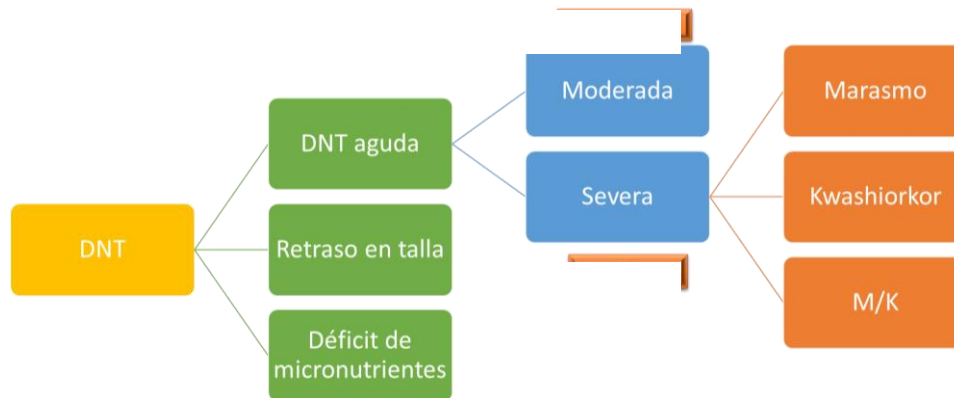 DNT
DNT aguda
Retraso en talla
Déficit de
micronutrientes
Moderada
Severa
Marasmo
Kwashiorkor
M/K